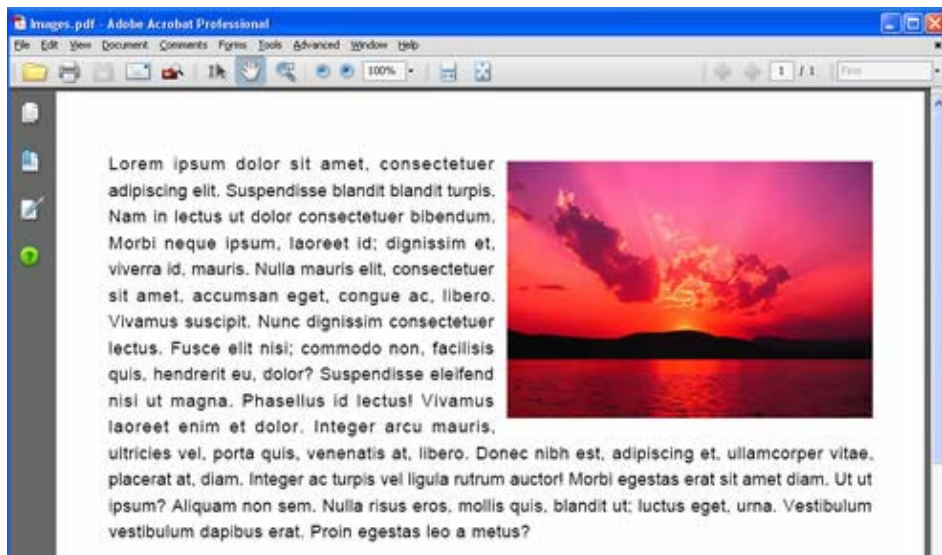 Images.pdf - Adobe Acrobat Professional
File Edit View Document Comments Forms Tools Advanced Window Help
100% 1 / 1 Find
Lorem ipsum dolor sit amet, consectetuer
adipiscing elit. Suspendisse blandit blandit turpis.
Nam in lectus ut dolor consectetuer bibendum.
Morbi neque ipsum, laoreet id; dignissim et,
viverra id, mauris. Nulla mauris elit, consectetuer
sit amet, accumsan eget, congue ac, libero.
Vivamus suscipit. Nunc dignissim consectetuer
lectus. Fusce elit nisi; commodo non, facilisis
quis, hendrerit eu, dolor? Suspendisse eleifend
nisi ut magna. Phasellus id lectus! Vivamus
laoreet enim et dolor. Integer arcu mauris,
ultricies vel, porta quis, venenatis at, libero. Donec nibh est, adipiscing et, ullamcorper vitae,
placerat at, diam. Integer ac turpis vel ligula rutrum auctor! Morbi egestas erat sit amet diam. Ut ut
ipsum? Aliquam non sem. Nulla risus eros, mollis quis, blandit ut; luctus eget, urna. Vestibulum
vestibulum dapibus erat. Proin egestas leo a metus?